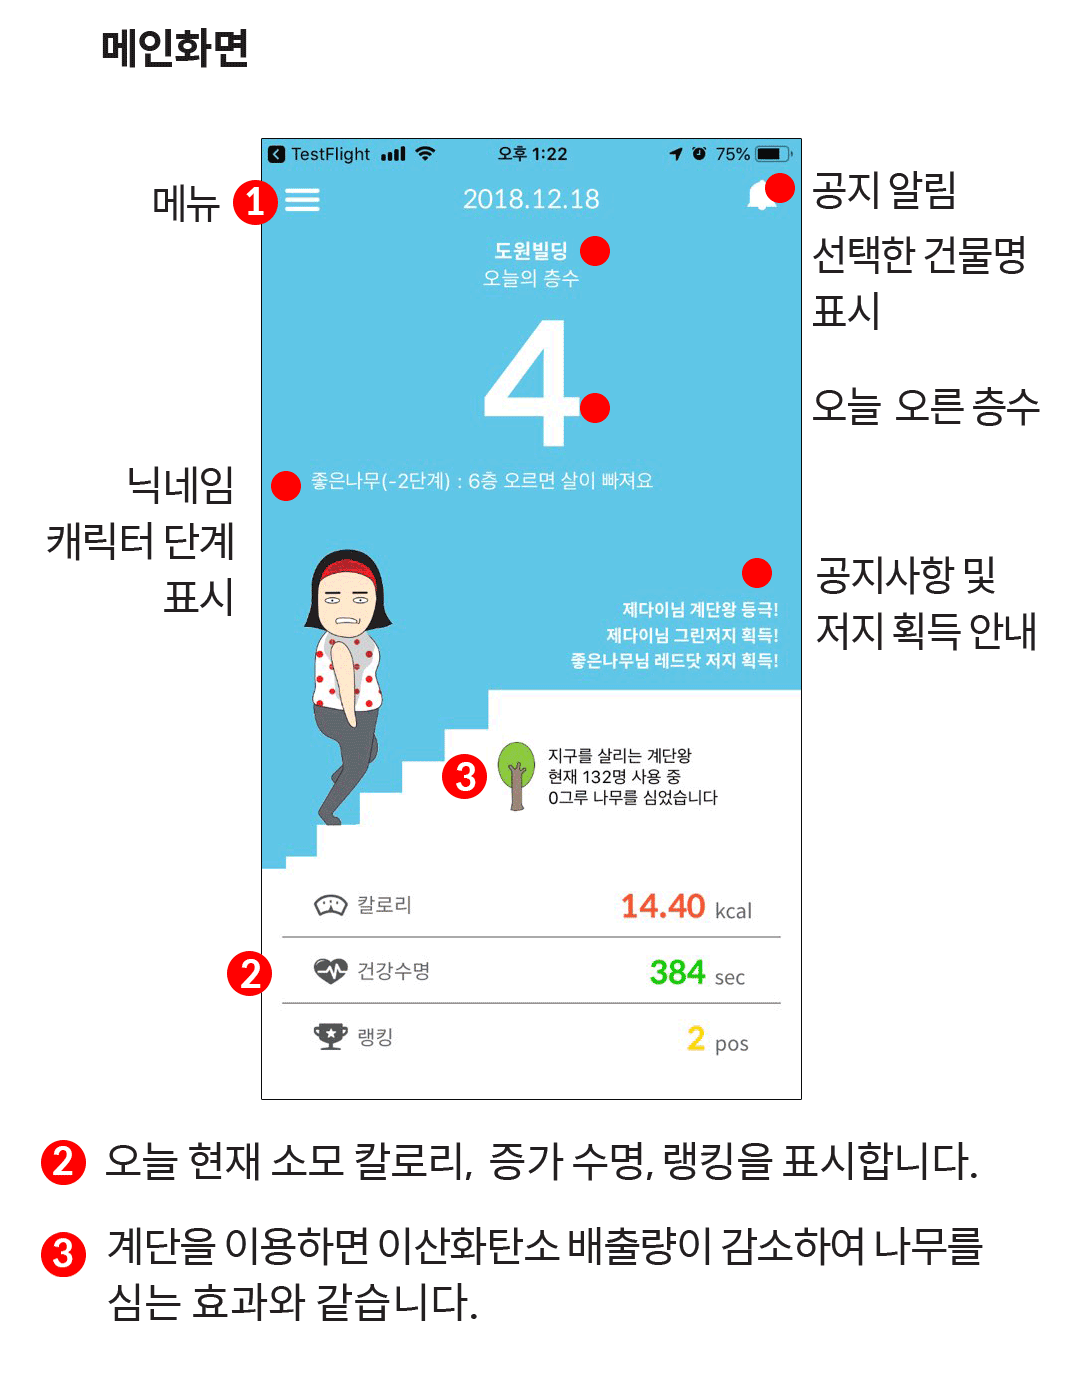 메인화면
TestFlight 오후 1:22 75%
메뉴 1 2018.12.18 공지 알림
도원빌딩 선택한 건물명
오늘의 층수 표시
4
오늘 오른 층수
닉네임
캐릭터 단계
표시
좋은나무(-2단계) : 6층 오르면 살이 빠져요
공지사항 및
저지 획득 안내
제다이님 계단왕 등극!
제다이님 그린저지 획득!
좋은나무님 레드닷 저지 획득!
3
지구를 살리는 계단왕
현재 132명 사용 중
0그루 나무를 심었습니다
칼로리 14.40 kcal
2 건강수명 384 sec
랭킹 2 pos
2 오늘 현재 소모 칼로리, 증가 수명, 랭킹을 표시합니다.
3 계단을 이용하면 이산화탄소 배출량이 감소하여 나무를
심는 효과와 같습니다.